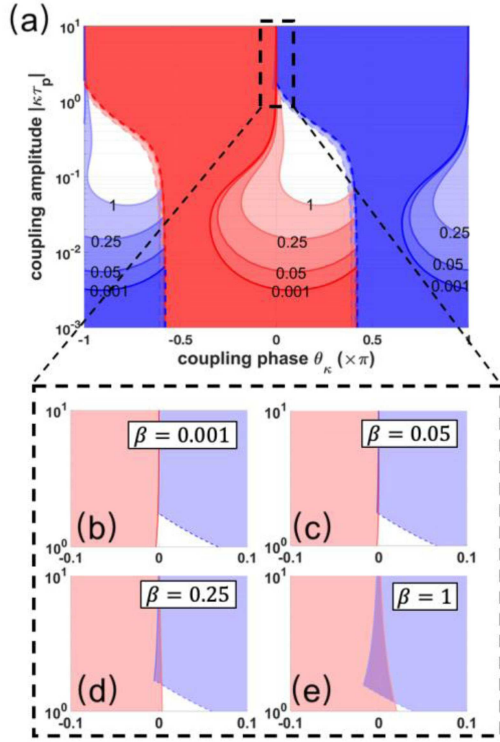 (a)
coupling amplitude |κτ_p|
10^1
10^0
10^-1
10^-2
10^-3
1
0.25
0.05
0.001
1
0.25
0.05
0.001
0.25
0.05
0.001
-1 -0.5 0 0.5 1
coupling phase θ_κ (×π)
10^1
β = 0.001
(b)
10^0
-0.1 0 0.1
10^1
β = 0.05
(c)
10^0
-0.1 0 0.1
10^1
β = 0.25
(d)
10^0
-0.1 0 0.1
10^1
β = 1
(e)
10^0
-0.1 0 0.1